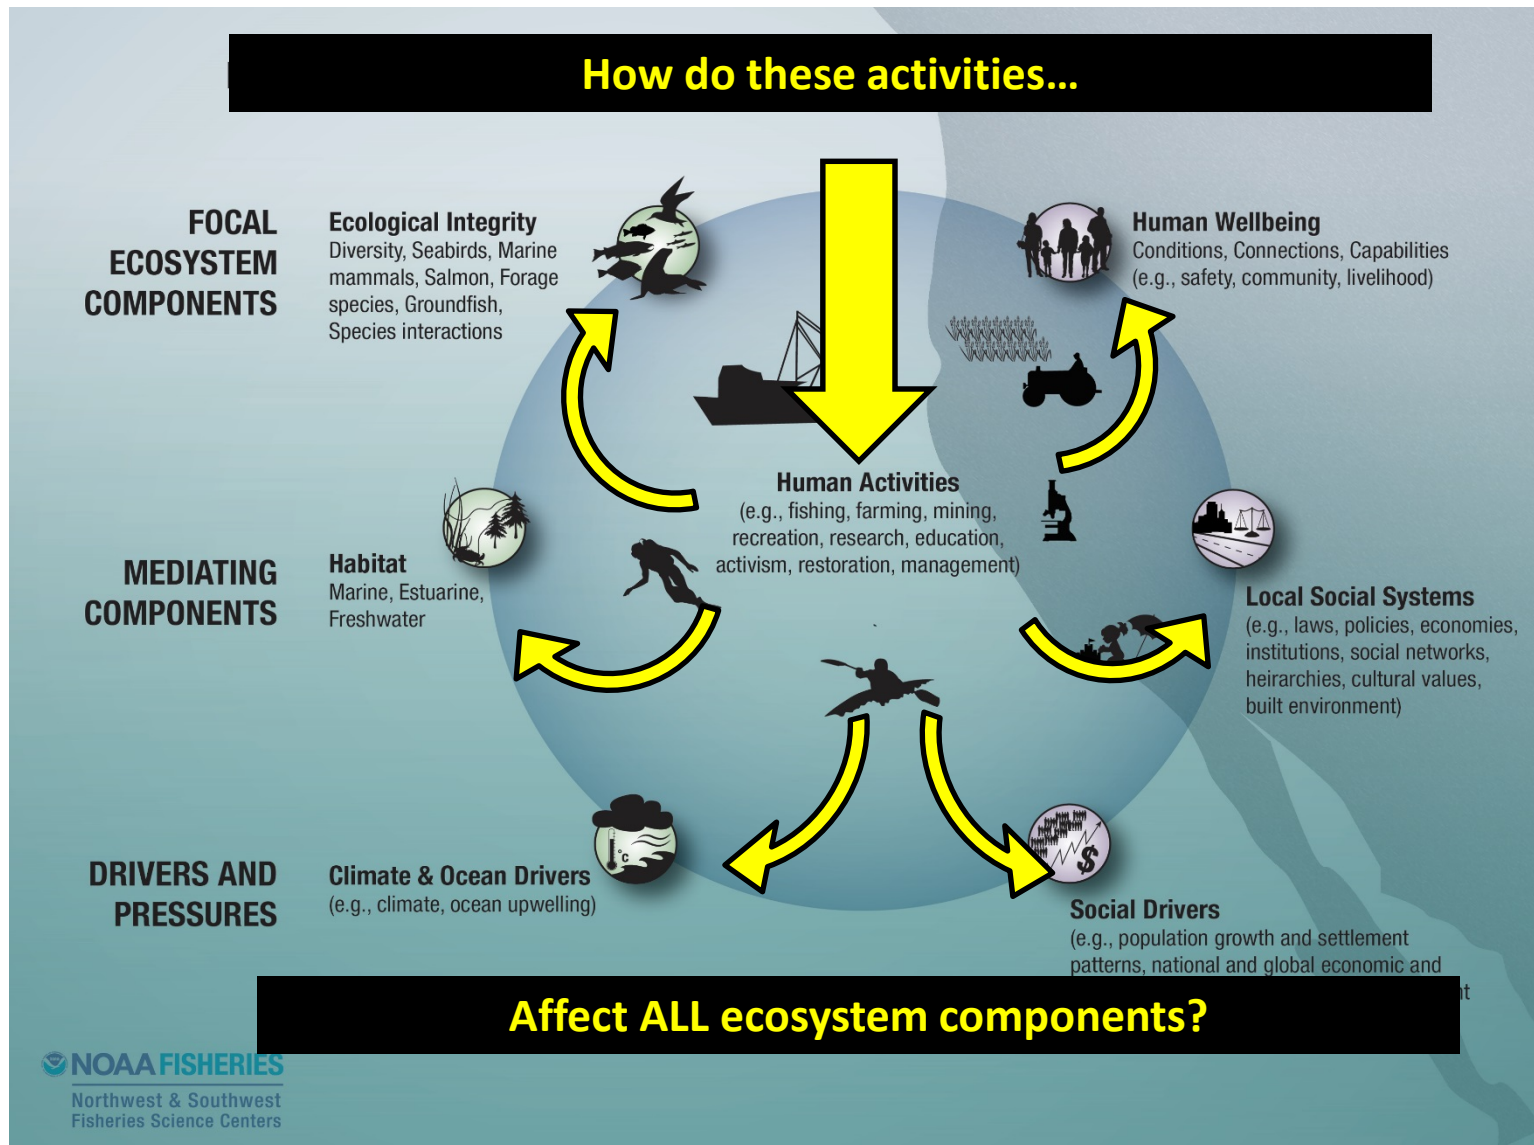 How do these activities...
FOCAL
ECOSYSTEM
COMPONENTS
Ecological Integrity
Diversity, Seabirds, Marine
mammals, Salmon, Forage
species, Groundfish,
Species interactions
Human Wellbeing
Conditions, Connections, Capabilities
(e.g., safety, community, livelihood)
Human Activities
(e.g., fishing, farming, mining,
recreation, research, education,
activism, restoration, management)
MEDIATING
COMPONENTS
Habitat
Marine, Estuarine,
Freshwater
Local Social Systems
(e.g., laws, policies, economies,
institutions, social networks,
heirarchies, cultural values,
built environment)
°C
$
DRIVERS AND
PRESSURES
Climate & Ocean Drivers
(e.g., climate, ocean upwelling)
Social Drivers
(e.g., population growth and settlement
patterns, national and global economic and
Affect ALL ecosystem components?
NOAA FISHERIES
Northwest & Southwest
Fisheries Science Centers